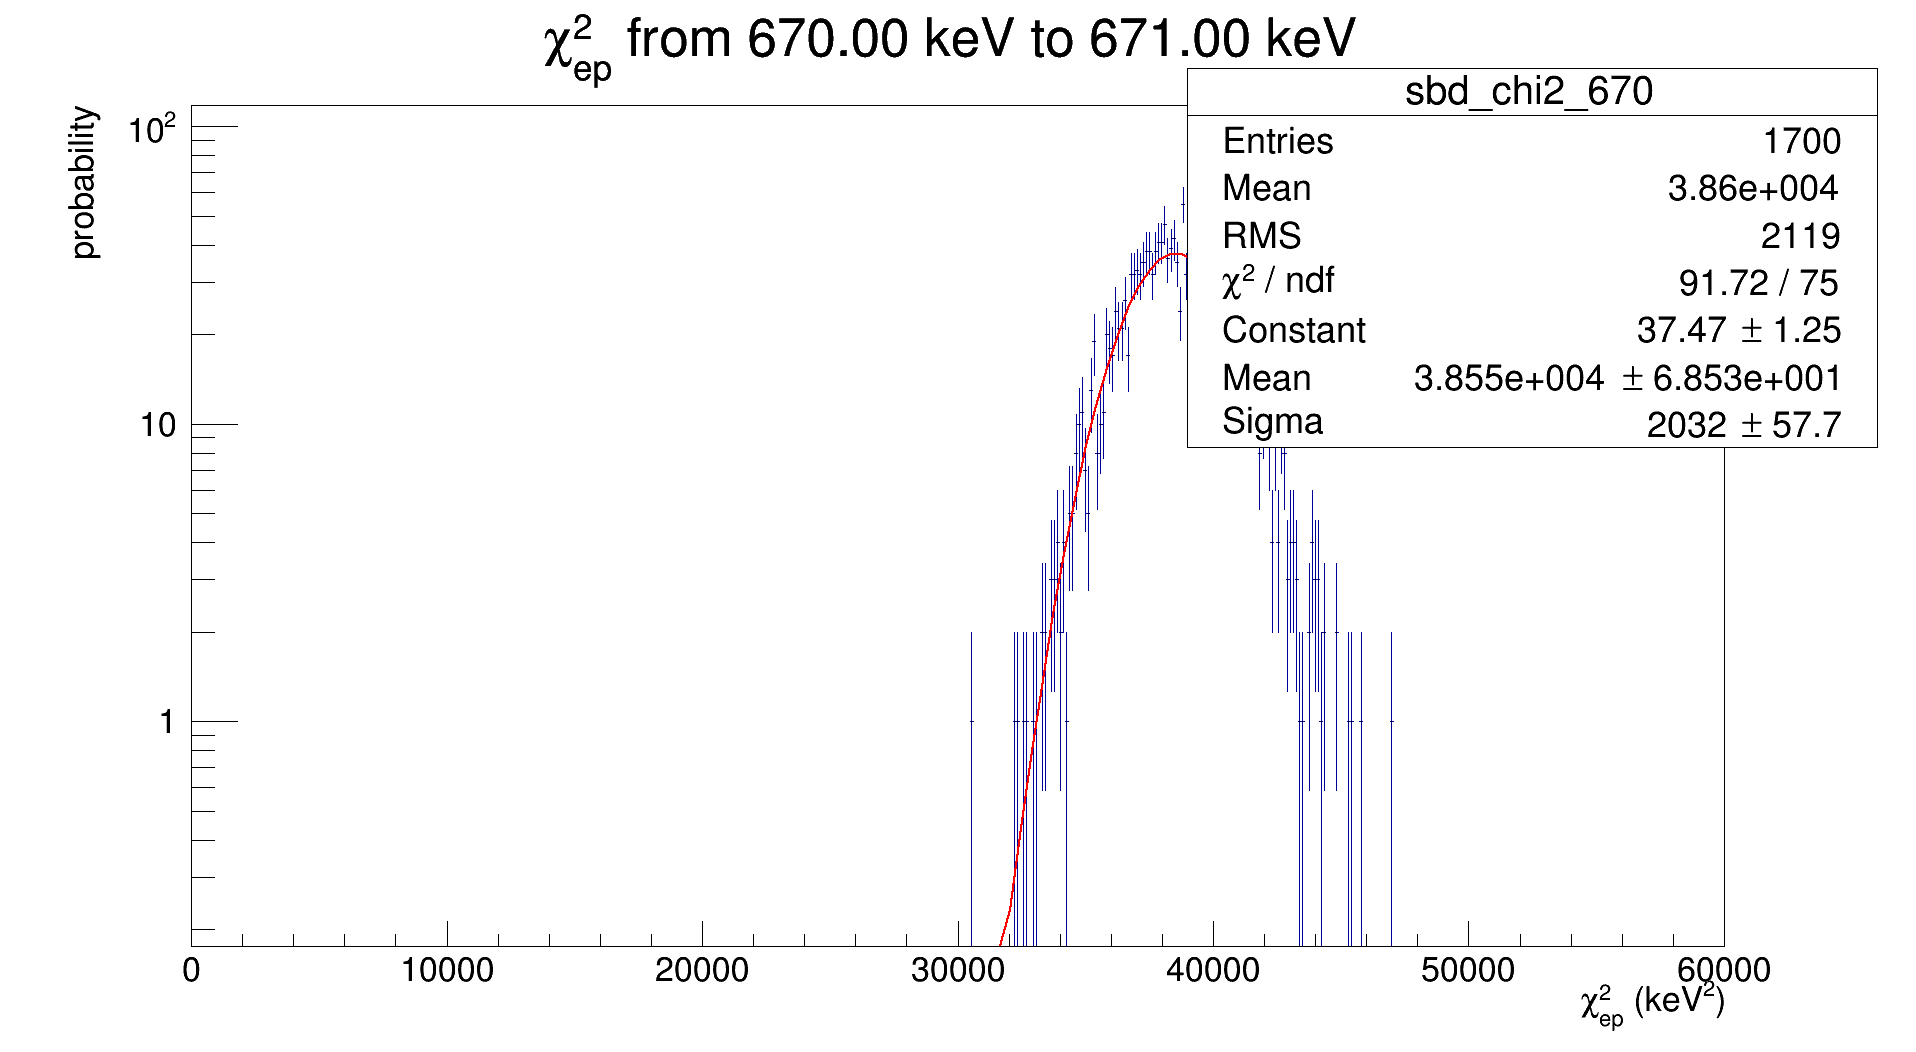 χ²ep from 670.00 keV to 671.00 keV
sbd_chi2_670
Entries 1700
Mean 3.86e+004
RMS 2119
χ² / ndf 91.72 / 75
Constant 37.47 ± 1.25
Mean 3.855e+004 ± 6.853e+001
Sigma 2032 ± 57.7
probability
10²
10
1
0 10000 20000 30000 40000 50000 60000
χ²ep (keV²)